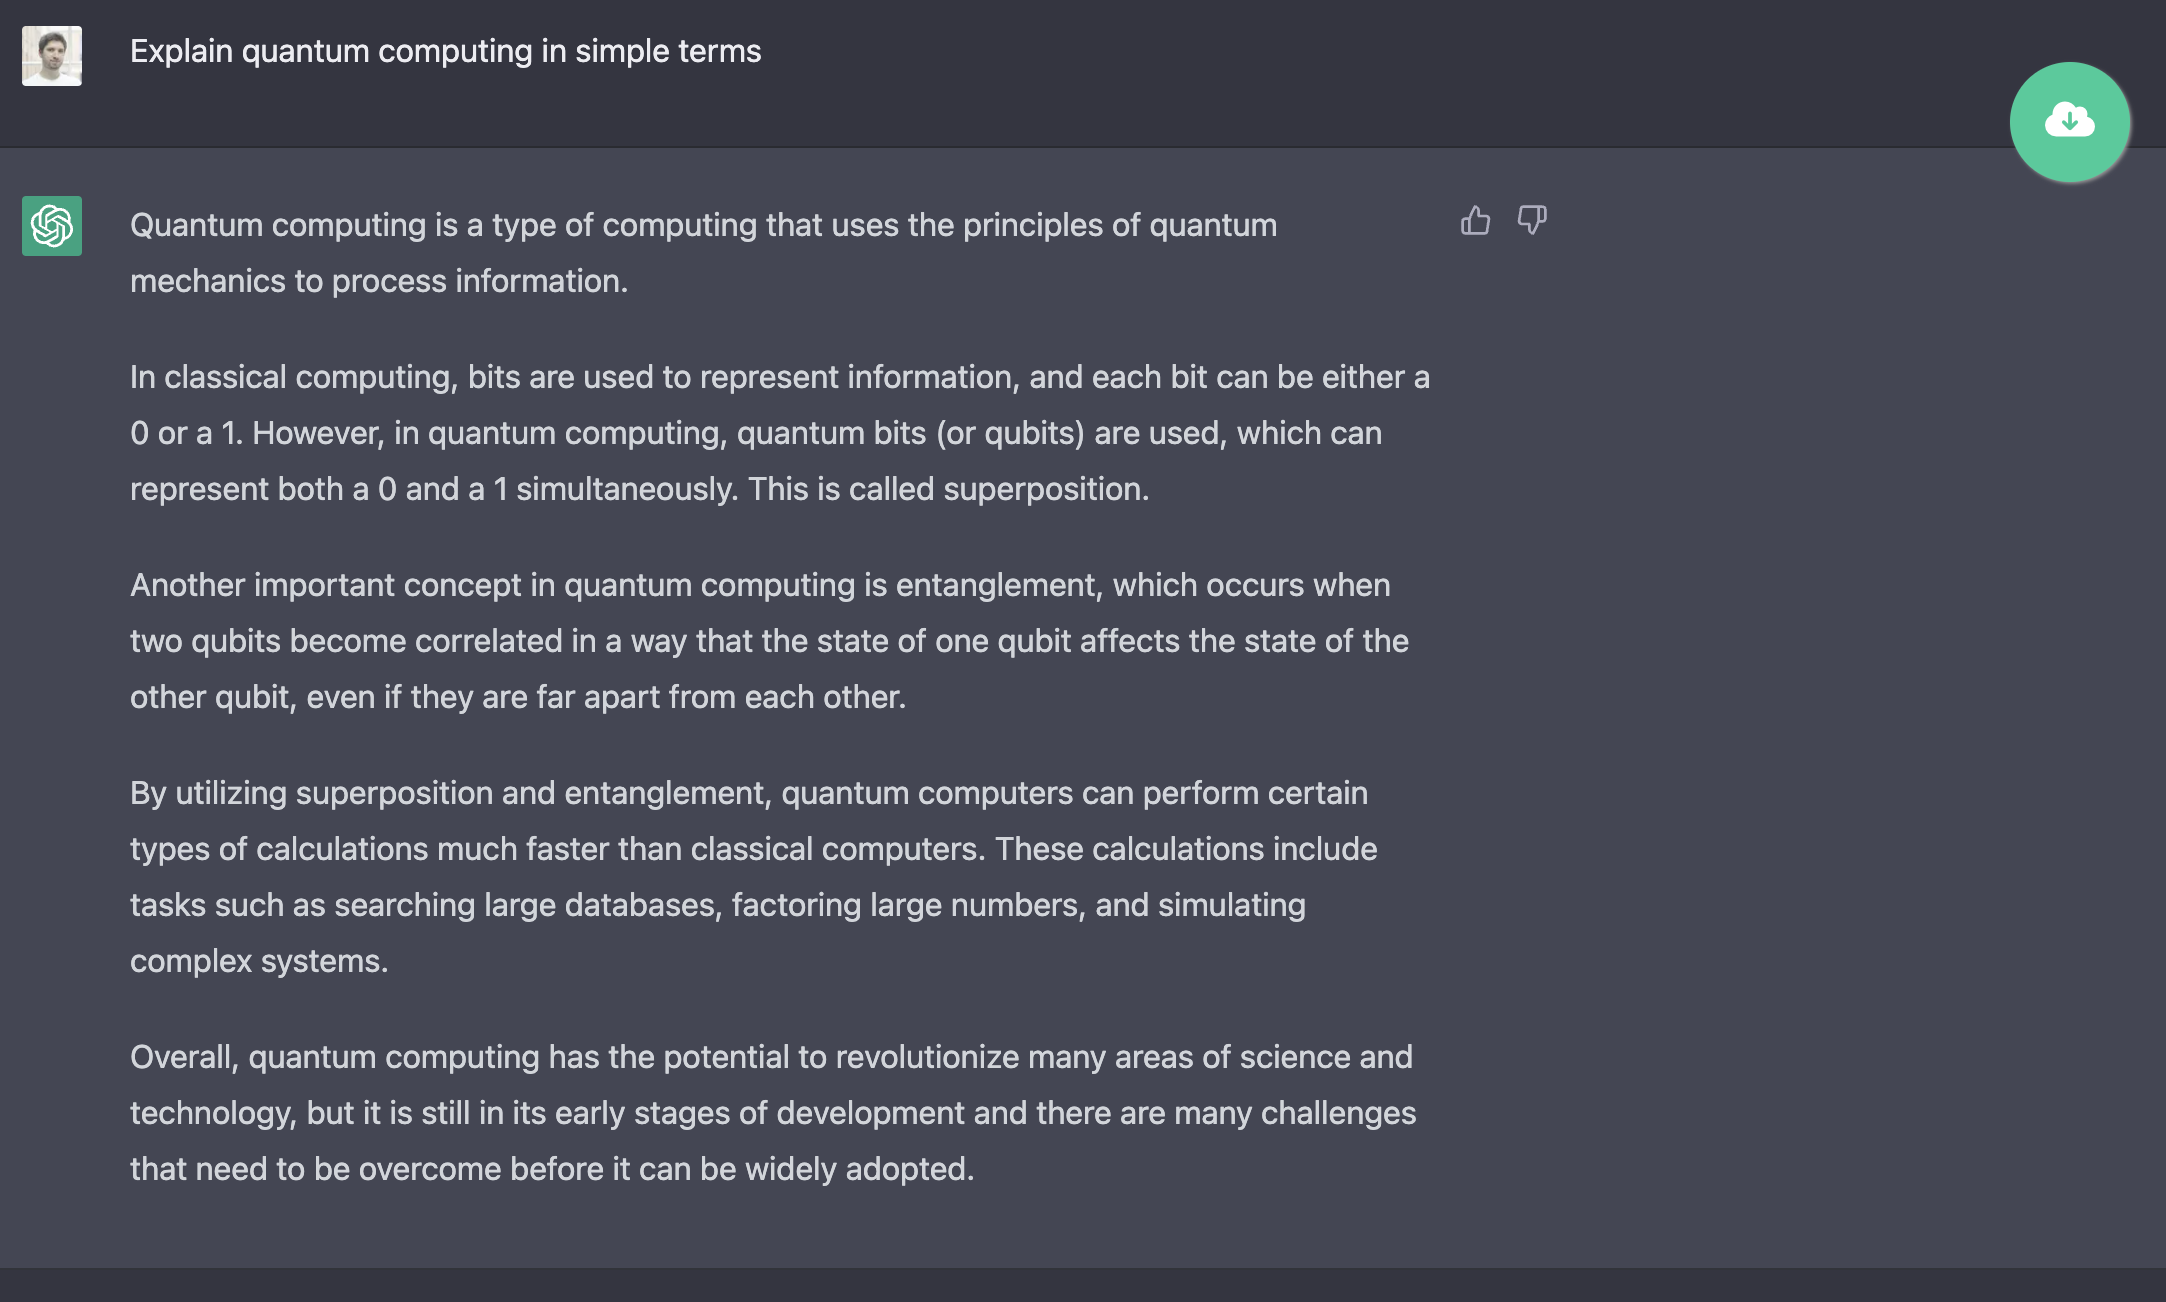 Explain quantum computing in simple terms
Quantum computing is a type of computing that uses the principles of quantum
mechanics to process information.
In classical computing, bits are used to represent information, and each bit can be either a
0 or a 1. However, in quantum computing, quantum bits (or qubits) are used, which can
represent both a 0 and a 1 simultaneously. This is called superposition.
Another important concept in quantum computing is entanglement, which occurs when
two qubits become correlated in a way that the state of one qubit affects the state of the
other qubit, even if they are far apart from each other.
By utilizing superposition and entanglement, quantum computers can perform certain
types of calculations much faster than classical computers. These calculations include
tasks such as searching large databases, factoring large numbers, and simulating
complex systems.
Overall, quantum computing has the potential to revolutionize many areas of science and
technology, but it is still in its early stages of development and there are many challenges
that need to be overcome before it can be widely adopted.